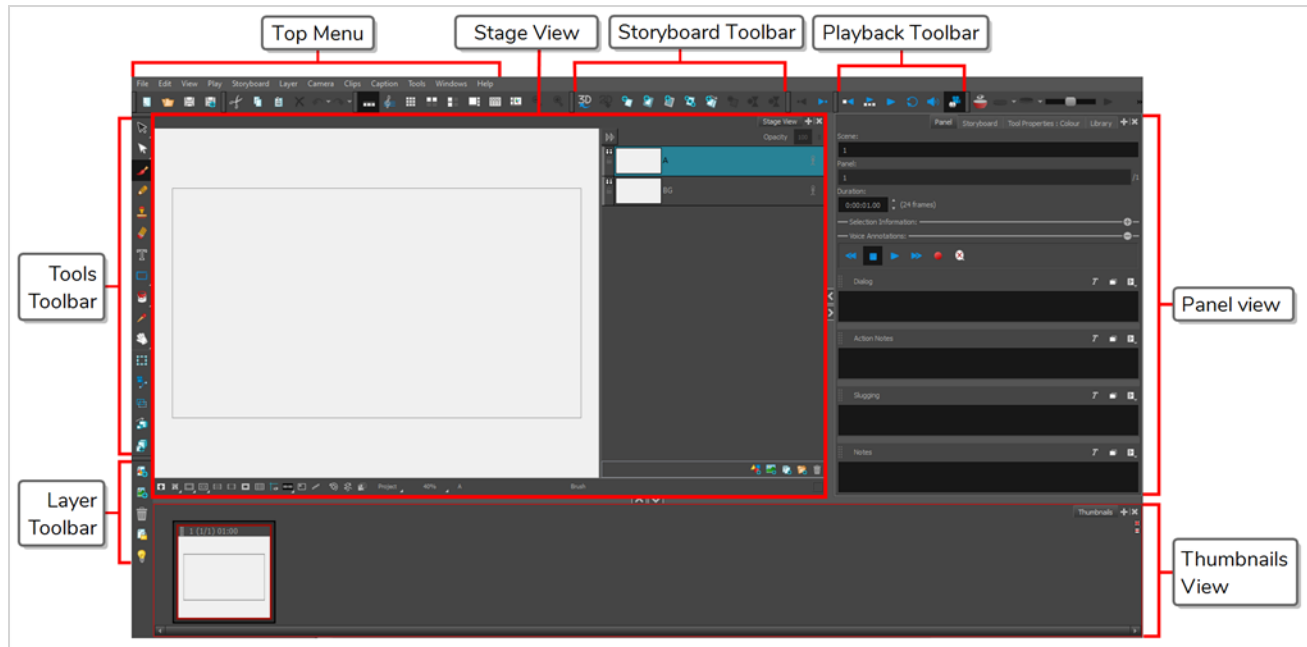 Top Menu
Stage View
Storyboard Toolbar
Playback Toolbar
File Edit View Play Storyboard Layer Camera Clips Caption Tools Windows Help
3D
Stage View
Panel Storyboard Tool Properties : Colour Library
Opacity 100
Scene:
A
1
Panel:
1 /1
BG
Duration:
0:00:01.00 (24 frames)
Selection Information:
Voice Annotations:
Tools
Toolbar
Dialog
Panel view
Action Notes
Slugging
Notes
Project 40% A Brush
Layer
Toolbar
Thumbnails
1 (1/1) 01:00
Thumbnails
View